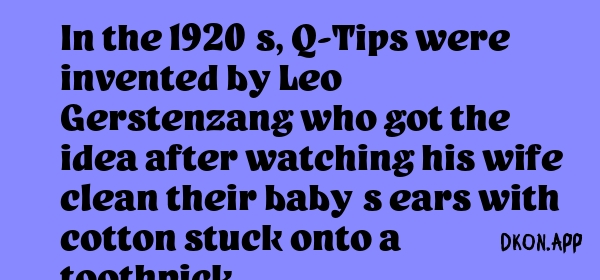 In the 1920 s, Q-Tips were
invented by Leo
Gerstenzang who got the
idea after watching his wife
clean their baby s ears with
cotton stuck onto a
toothpick
DKON.APP